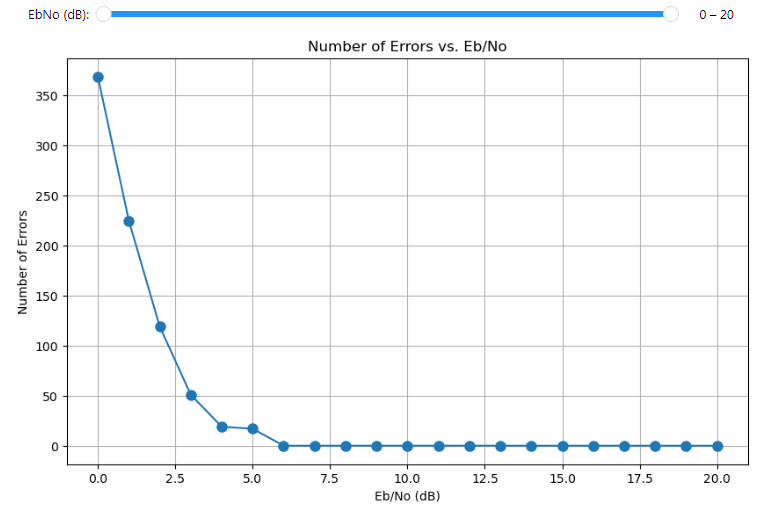 EbNo (dB): 0 – 20
Number of Errors vs. Eb/No
350
300
250
200
150
100
50
0
Number of Errors
0.0 2.5 5.0 7.5 10.0 12.5 15.0 17.5 20.0
Eb/No (dB)